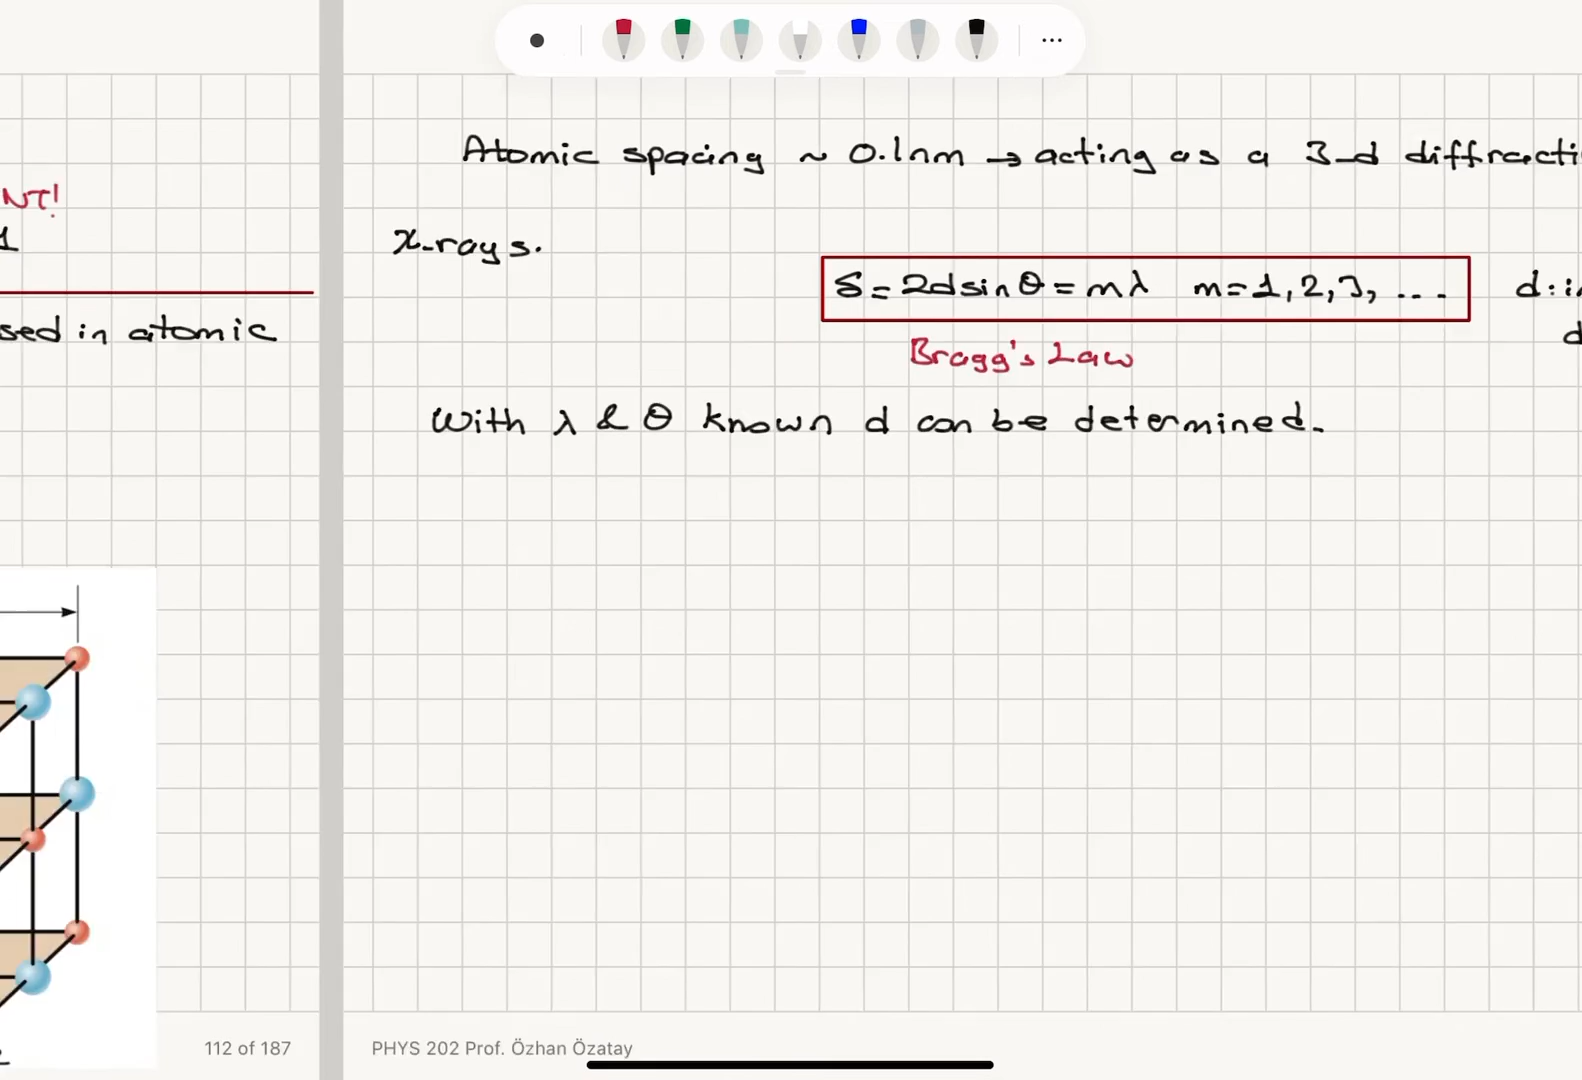 NT!
1
sed in atomic
112 of 187
Atomic spacing ~ 0.1nm → acting as a 3-d diffracti
x-rays.
δ = 2d sin θ = mλ   m = 1, 2, 3, ...   d: i
d
Bragg's Law
With λ & θ known d can be determined.
PHYS 202 Prof. Özhan Özatay